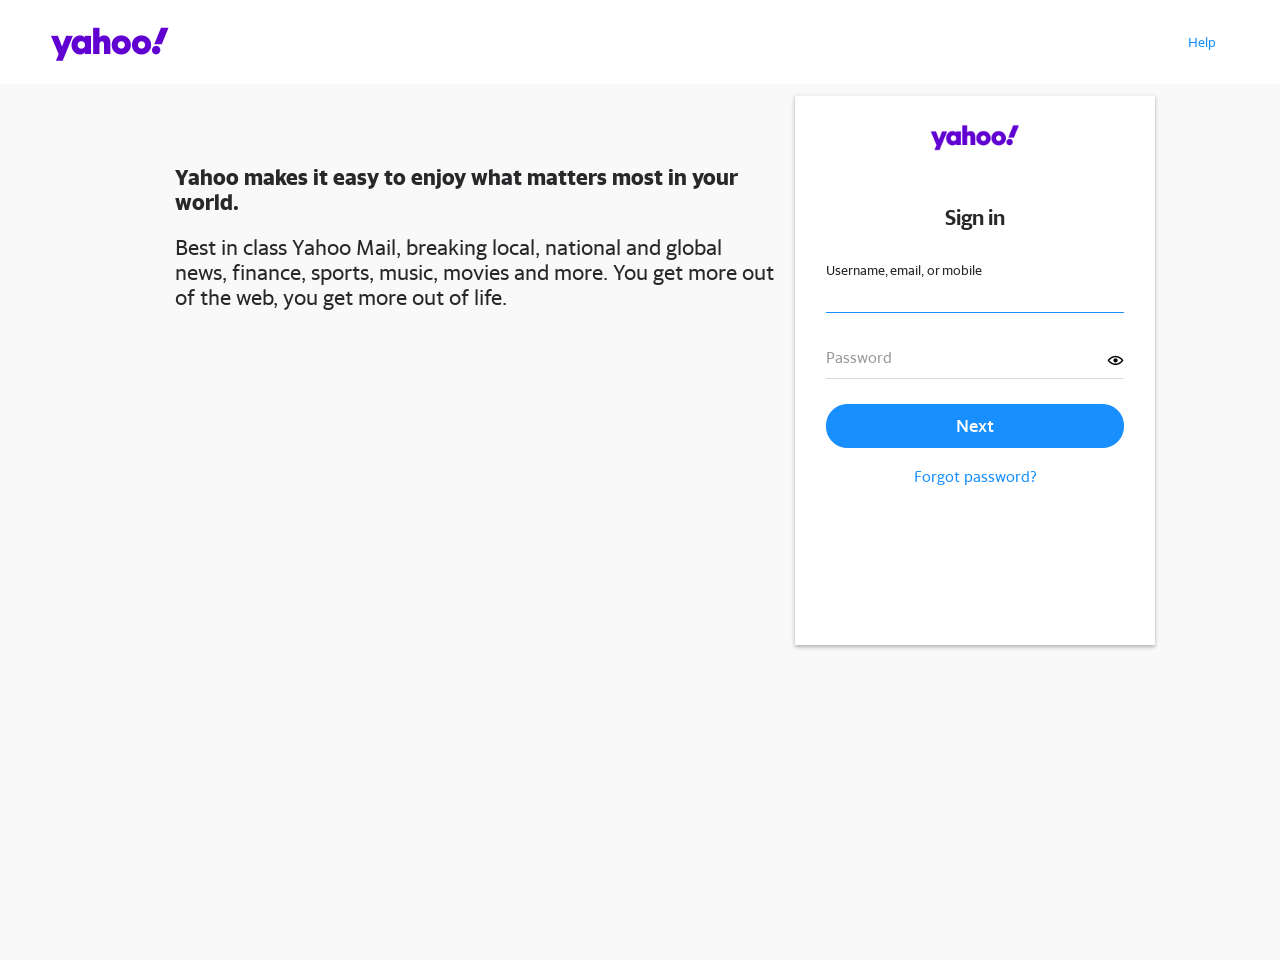 yahoo!
Help
Yahoo makes it easy to enjoy what matters most in your
world.
Best in class Yahoo Mail, breaking local, national and global
news, finance, sports, music, movies and more. You get more out
of the web, you get more out of life.
yahoo!
Sign in
Username, email, or mobile
Password
Next
Forgot password?